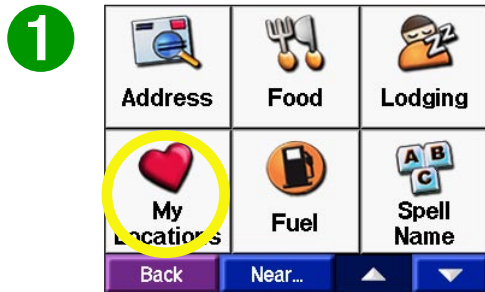 1
Address Food Lodging
A B
C
My
Locations
Fuel
Spell
Name
Back Near...